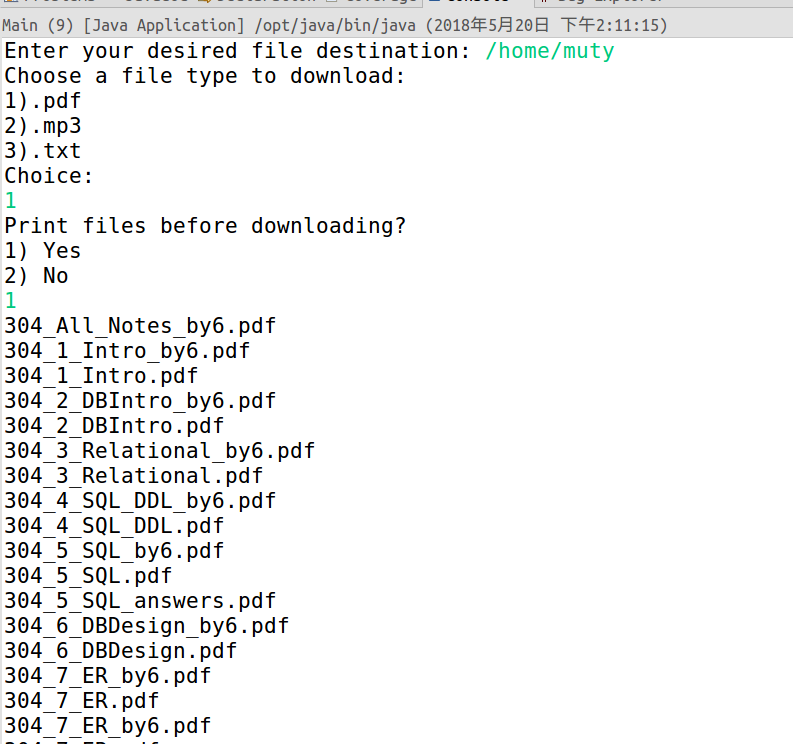 Main (9) [Java Application] /opt/java/bin/java (2018年5月20日 下午2:11:15)
Enter your desired file destination: /home/muty
Choose a file type to download:
1).pdf
2).mp3
3).txt
Choice:
1
Print files before downloading?
1) Yes
2) No
1
304_All_Notes_by6.pdf
304_1_Intro_by6.pdf
304_1_Intro.pdf
304_2_DBIntro_by6.pdf
304_2_DBIntro.pdf
304_3_Relational_by6.pdf
304_3_Relational.pdf
304_4_SQL_DDL_by6.pdf
304_4_SQL_DDL.pdf
304_5_SQL_by6.pdf
304_5_SQL.pdf
304_5_SQL_answers.pdf
304_6_DBDesign_by6.pdf
304_6_DBDesign.pdf
304_7_ER_by6.pdf
304_7_ER.pdf
304_7_ER_by6.pdf